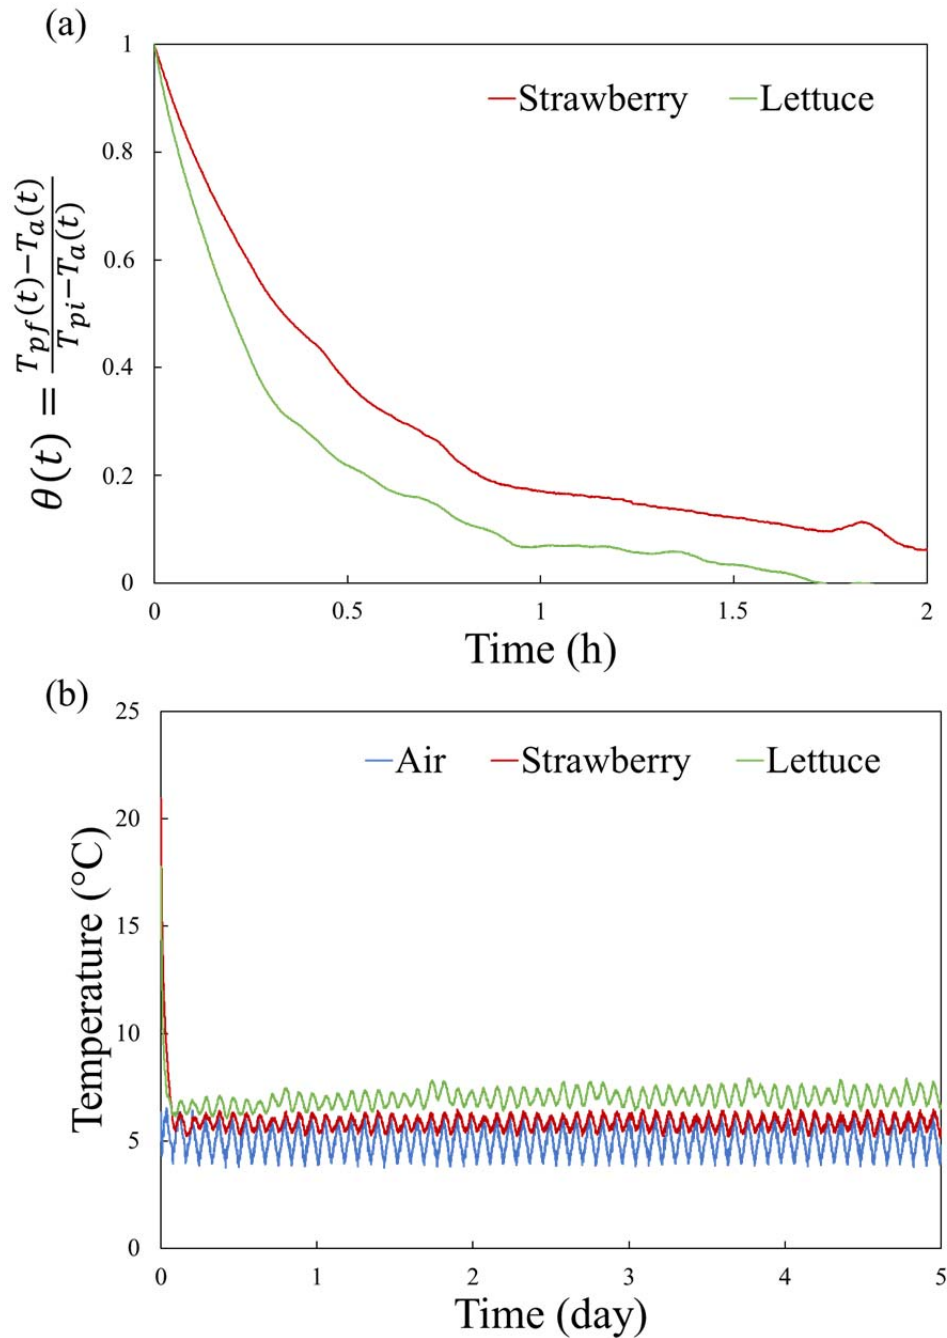 (a)
1
0.8
0.6
0.4
0.2
0
Strawberry Lettuce
θ(t) = (T_pf(t)−T_a(t))/(T_pi−T_a(t))
0 0.5 1 1.5 2
Time (h)
(b)
25
20
15
10
5
0
Air Strawberry Lettuce
Temperature (°C)
0 1 2 3 4 5
Time (day)